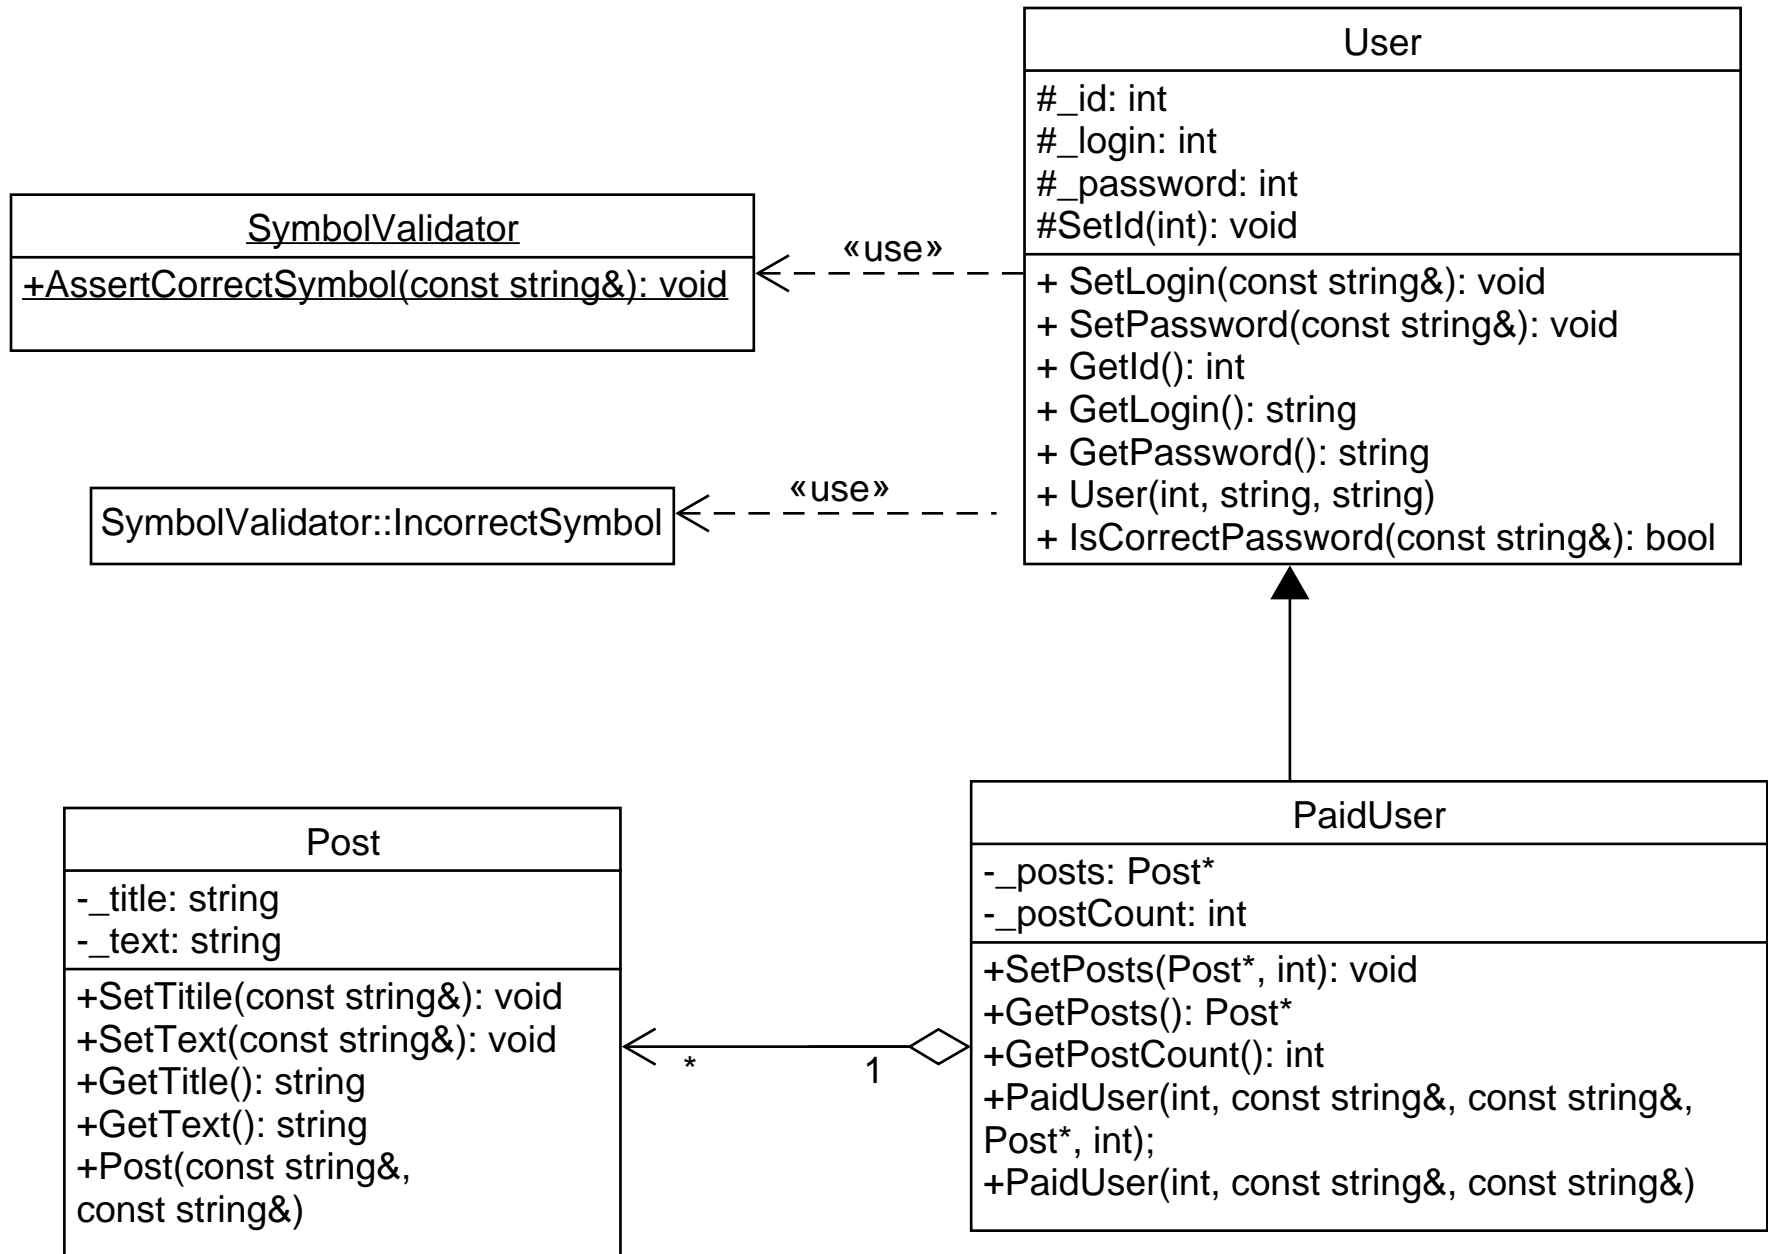 User
#_id: int
#_login: int
#_password: int
#SetId(int): void
+ SetLogin(const string&): void
+ SetPassword(const string&): void
+ GetId(): int
+ GetLogin(): string
+ GetPassword(): string
+ User(int, string, string)
+ IsCorrectPassword(const string&): bool
SymbolValidator
+AssertCorrectSymbol(const string&): void
«use»
SymbolValidator::IncorrectSymbol
«use»
Post
-_title: string
-_text: string
+SetTitile(const string&): void
+SetText(const string&): void
+GetTitle(): string
+GetText(): string
+Post(const string&,
const string&)
* 1
PaidUser
-_posts: Post*
-_postCount: int
+SetPosts(Post*, int): void
+GetPosts(): Post*
+GetPostCount(): int
+PaidUser(int, const string&, const string&,
Post*, int);
+PaidUser(int, const string&, const string&)